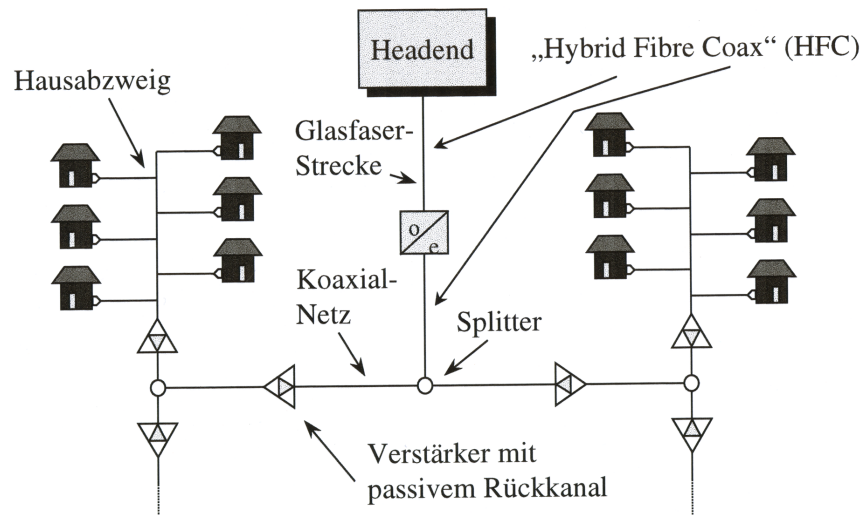 Headend
„Hybrid Fibre Coax“ (HFC)
Hausabzweig
Glasfaser-
Strecke
o
e
Koaxial-
Netz
Splitter
Verstärker mit
passivem Rückkanal